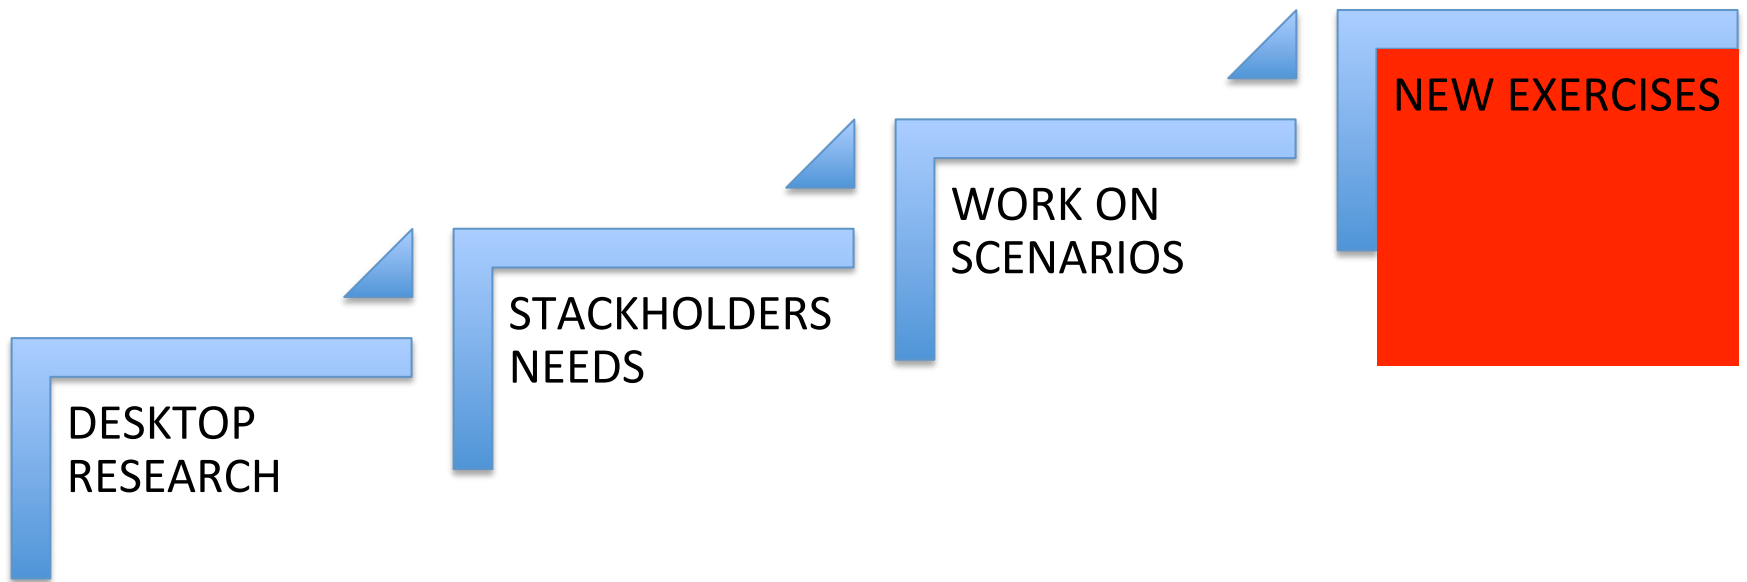 DESKTOP
RESEARCH
STACKHOLDERS
NEEDS
WORK ON
SCENARIOS
NEW EXERCISES